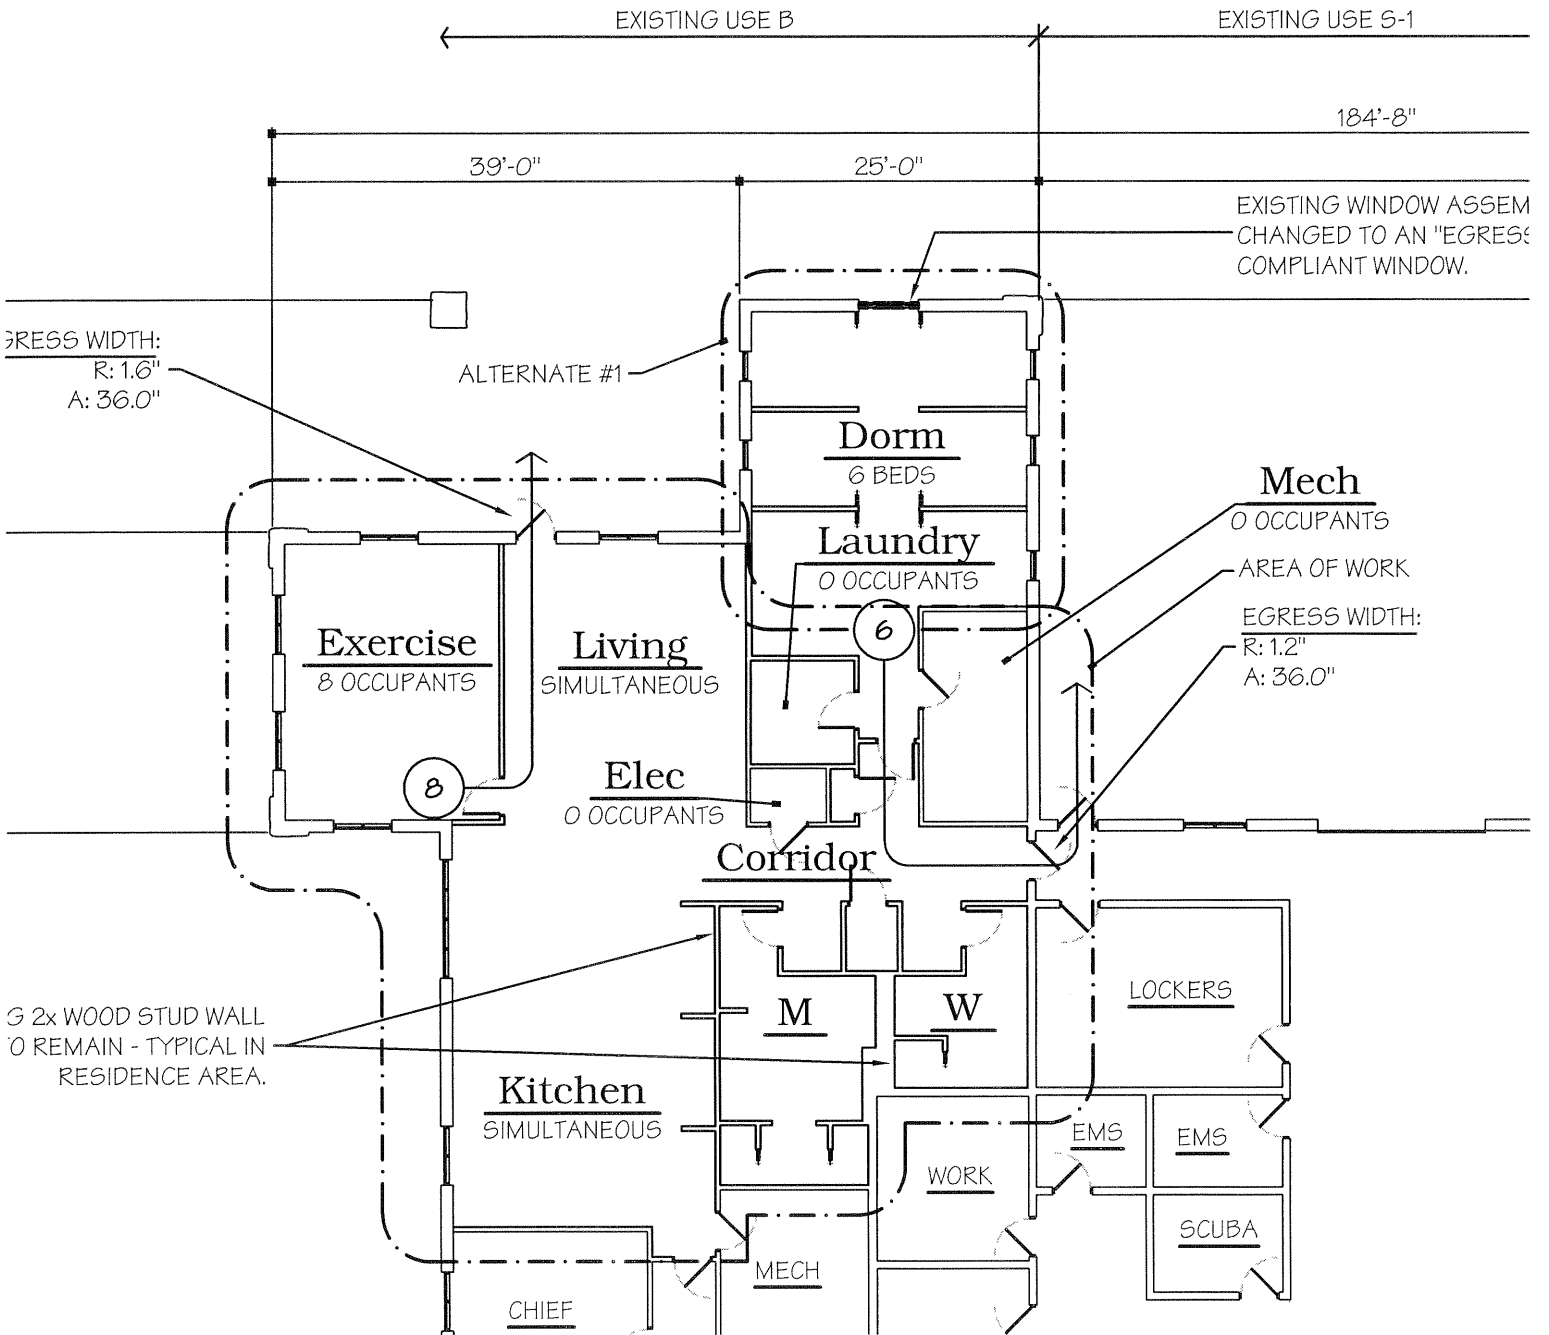 EXISTING USE B
EXISTING USE S-1
184'-8"
39'-0"
25'-0"
EXISTING WINDOW ASSEM
CHANGED TO AN "EGRESS
COMPLIANT WINDOW.
GRESS WIDTH:
R: 1.6"
A: 36.0"
ALTERNATE #1
Dorm
6 BEDS
Mech
0 OCCUPANTS
Laundry
0 OCCUPANTS
AREA OF WORK
EGRESS WIDTH:
R: 1.2"
A: 36.0"
6
Exercise
8 OCCUPANTS
Living
SIMULTANEOUS
8
Elec
0 OCCUPANTS
Corridor
LOCKERS
M
W
G 2x WOOD STUD WALL
TO REMAIN - TYPICAL IN
RESIDENCE AREA.
Kitchen
SIMULTANEOUS
EMS
EMS
WORK
SCUBA
MECH
CHIEF